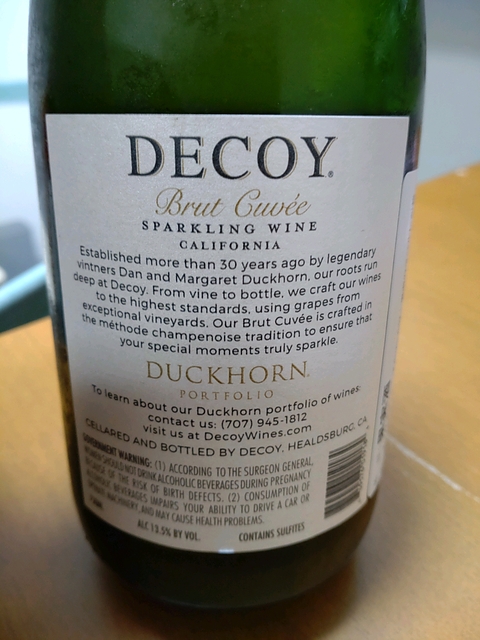 DECOY®
Brut Cuvée
SPARKLING WINE
CALIFORNIA
Established more than 30 years ago by legendary
vintners Dan and Margaret Duckhorn, our roots run
deep at Decoy. From vine to bottle, we craft our wines
to the highest standards, using grapes from
exceptional vineyards. Our Brut Cuvée is crafted in
the méthode champenoise tradition to ensure that
your special moments truly sparkle.
DUCKHORN®
PORTFOLIO
To learn about our Duckhorn portfolio of wines:
contact us: (707) 945-1812
visit us at DecoyWines.com
CELLARED AND BOTTLED BY DECOY, HEALDSBURG, CA
GOVERNMENT WARNING: (1) ACCORDING TO THE SURGEON GENERAL,
WOMEN SHOULD NOT DRINK ALCOHOLIC BEVERAGES DURING PREGNANCY
BECAUSE OF THE RISK OF BIRTH DEFECTS. (2) CONSUMPTION OF
ALCOHOLIC BEVERAGES IMPAIRS YOUR ABILITY TO DRIVE A CAR OR
OPERATE MACHINERY, AND MAY CAUSE HEALTH PROBLEMS.
ALC 13.5% BY VOL. CONTAINS SULFITES